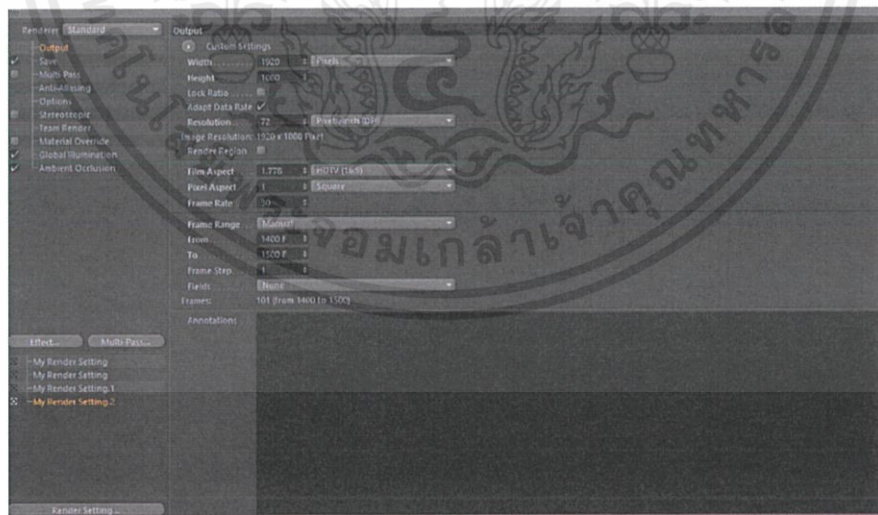 Renderer Standard
Output
Save
Multi-Pass
Anti-Aliasing
Options
Stereoscopic
Team Render
Material Override
Global Illumination
Ambient Occlusion
Effect... Multi-Pass...
My Render Setting
My Render Setting
My Render Setting.1
My Render Setting.2
Render Setting...
Output
Custom Settings
Width 1920 Pixels
Height 1080
Lock Ratio
Adapt Data Rate
Resolution 72 Pixels/Inch (DPI)
Image Resolution: 1920 x 1080 Pixel
Render Region
Film Aspect 1.778 HDTV (16:9)
Pixel Aspect 1 Square
Frame Rate 30
Frame Range Manual
From 1400 F
To 1500 F
Frame Step 1
Fields None
Frames: 101 (from 1400 to 1500)
Annotations